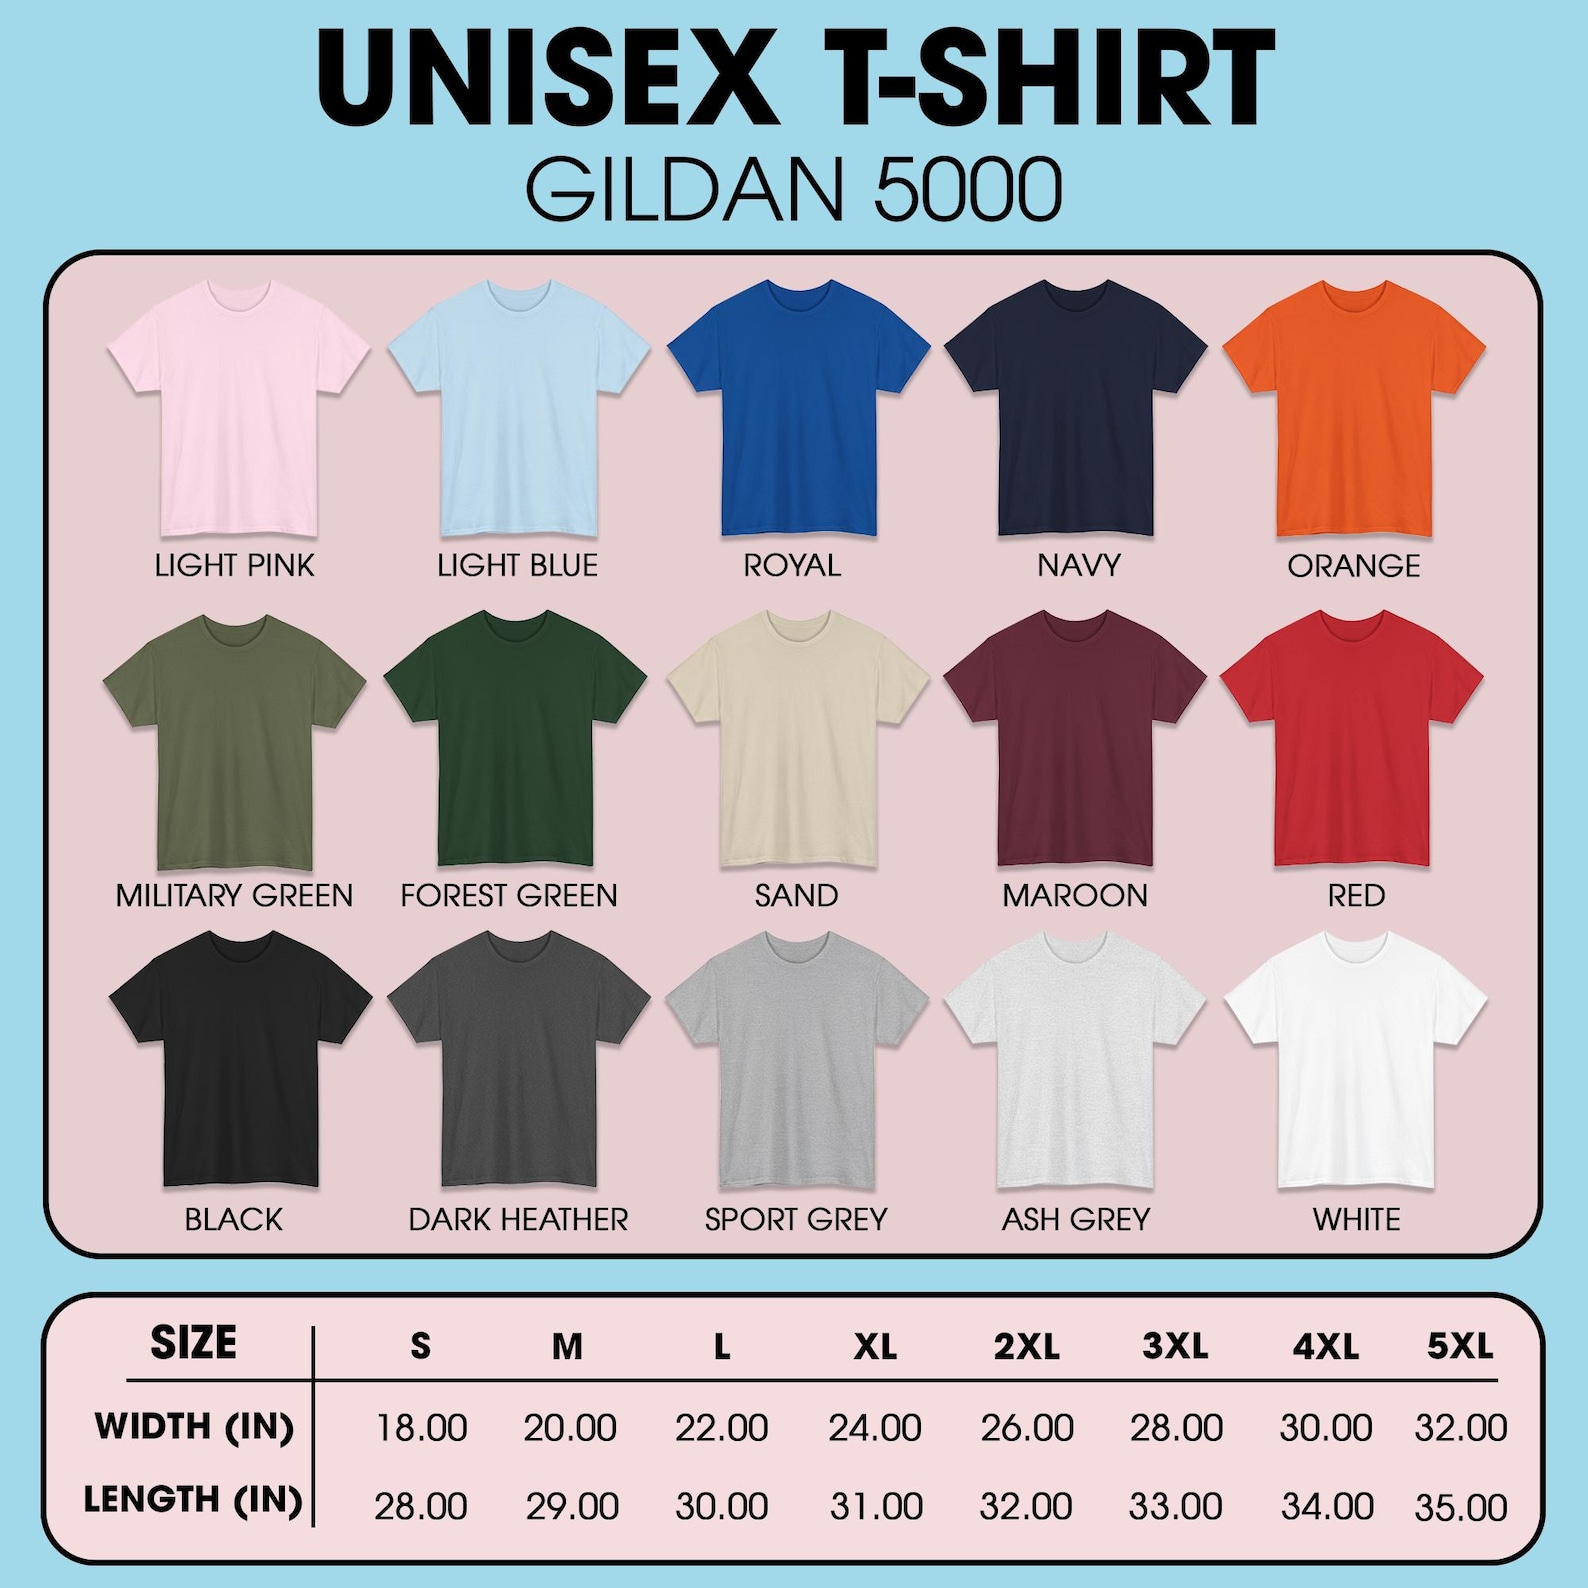 UNISEX T-SHIRT
GILDAN 5000
LIGHT PINK LIGHT BLUE ROYAL NAVY ORANGE
MILITARY GREEN FOREST GREEN SAND MAROON RED
BLACK DARK HEATHER SPORT GREY ASH GREY WHITE
SIZE S M L XL 2XL 3XL 4XL 5XL
WIDTH (IN) 18.00 20.00 22.00 24.00 26.00 28.00 30.00 32.00
LENGTH (IN) 28.00 29.00 30.00 31.00 32.00 33.00 34.00 35.00